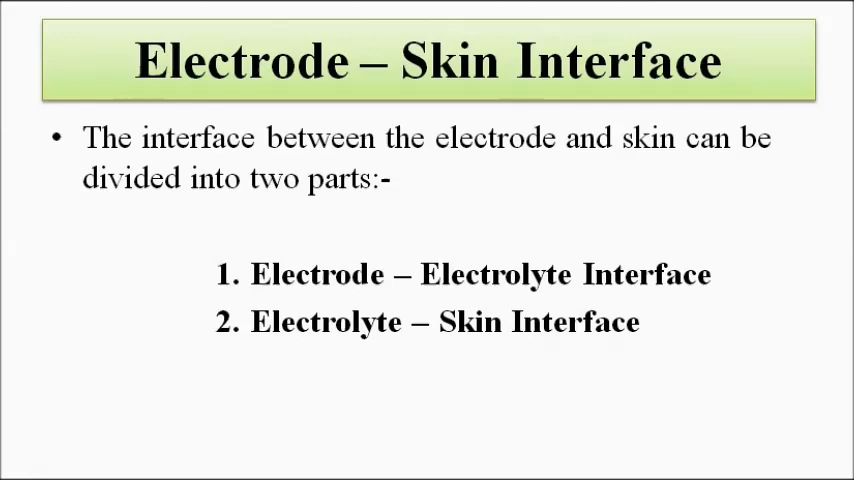 Electrode – Skin Interface
• The interface between the electrode and skin can be
divided into two parts:-
1. Electrode – Electrolyte Interface
2. Electrolyte – Skin Interface